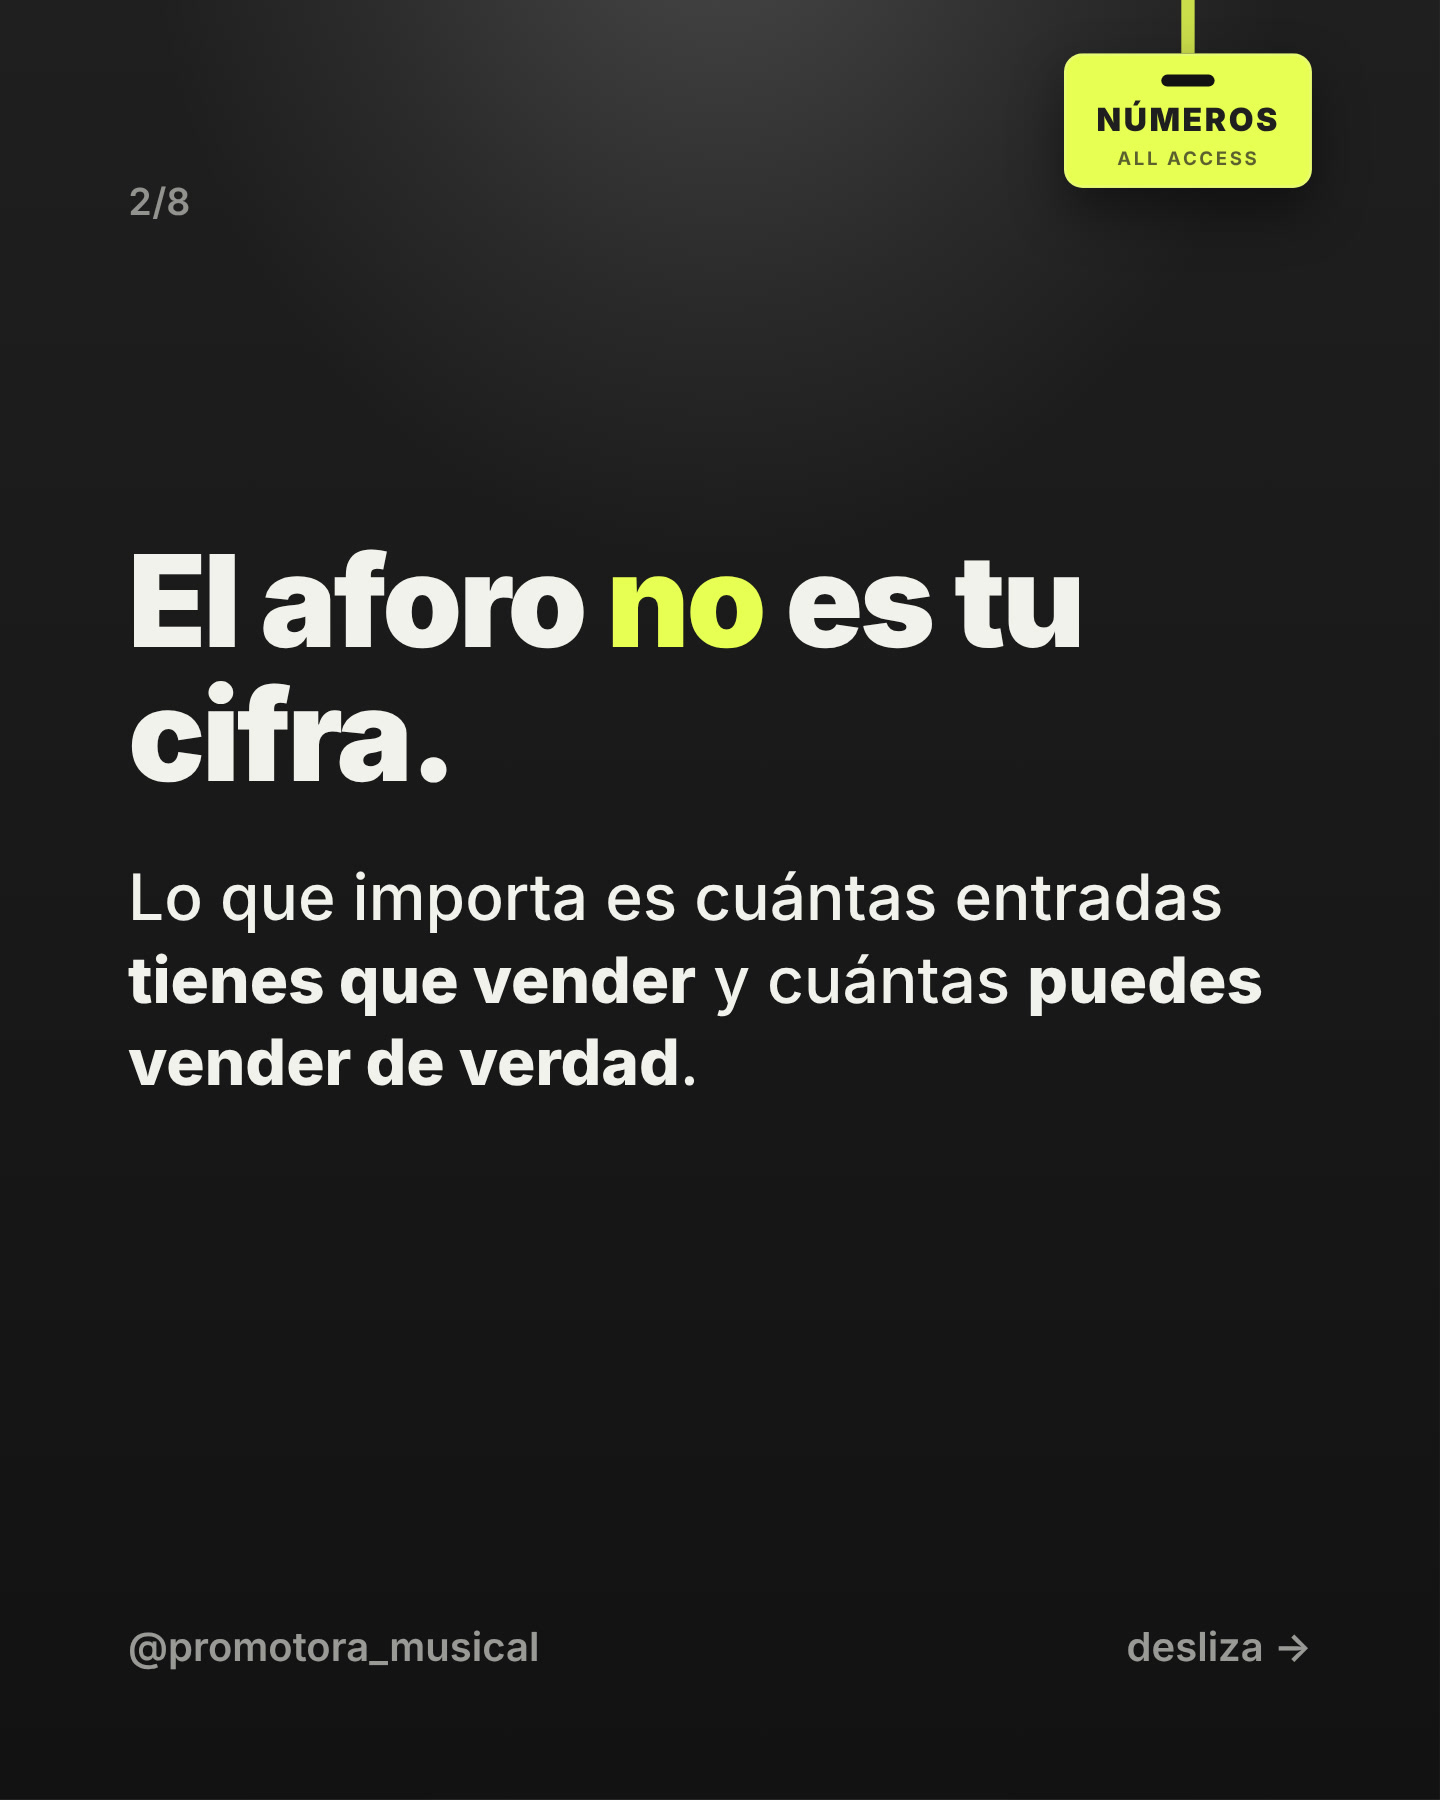 NÚMEROS
ALL ACCESS
2/8
El aforo no es tu
cifra.
Lo que importa es cuántas entradas
tienes que vender y cuántas puedes
vender de verdad.
@promotora_musical
desliza →